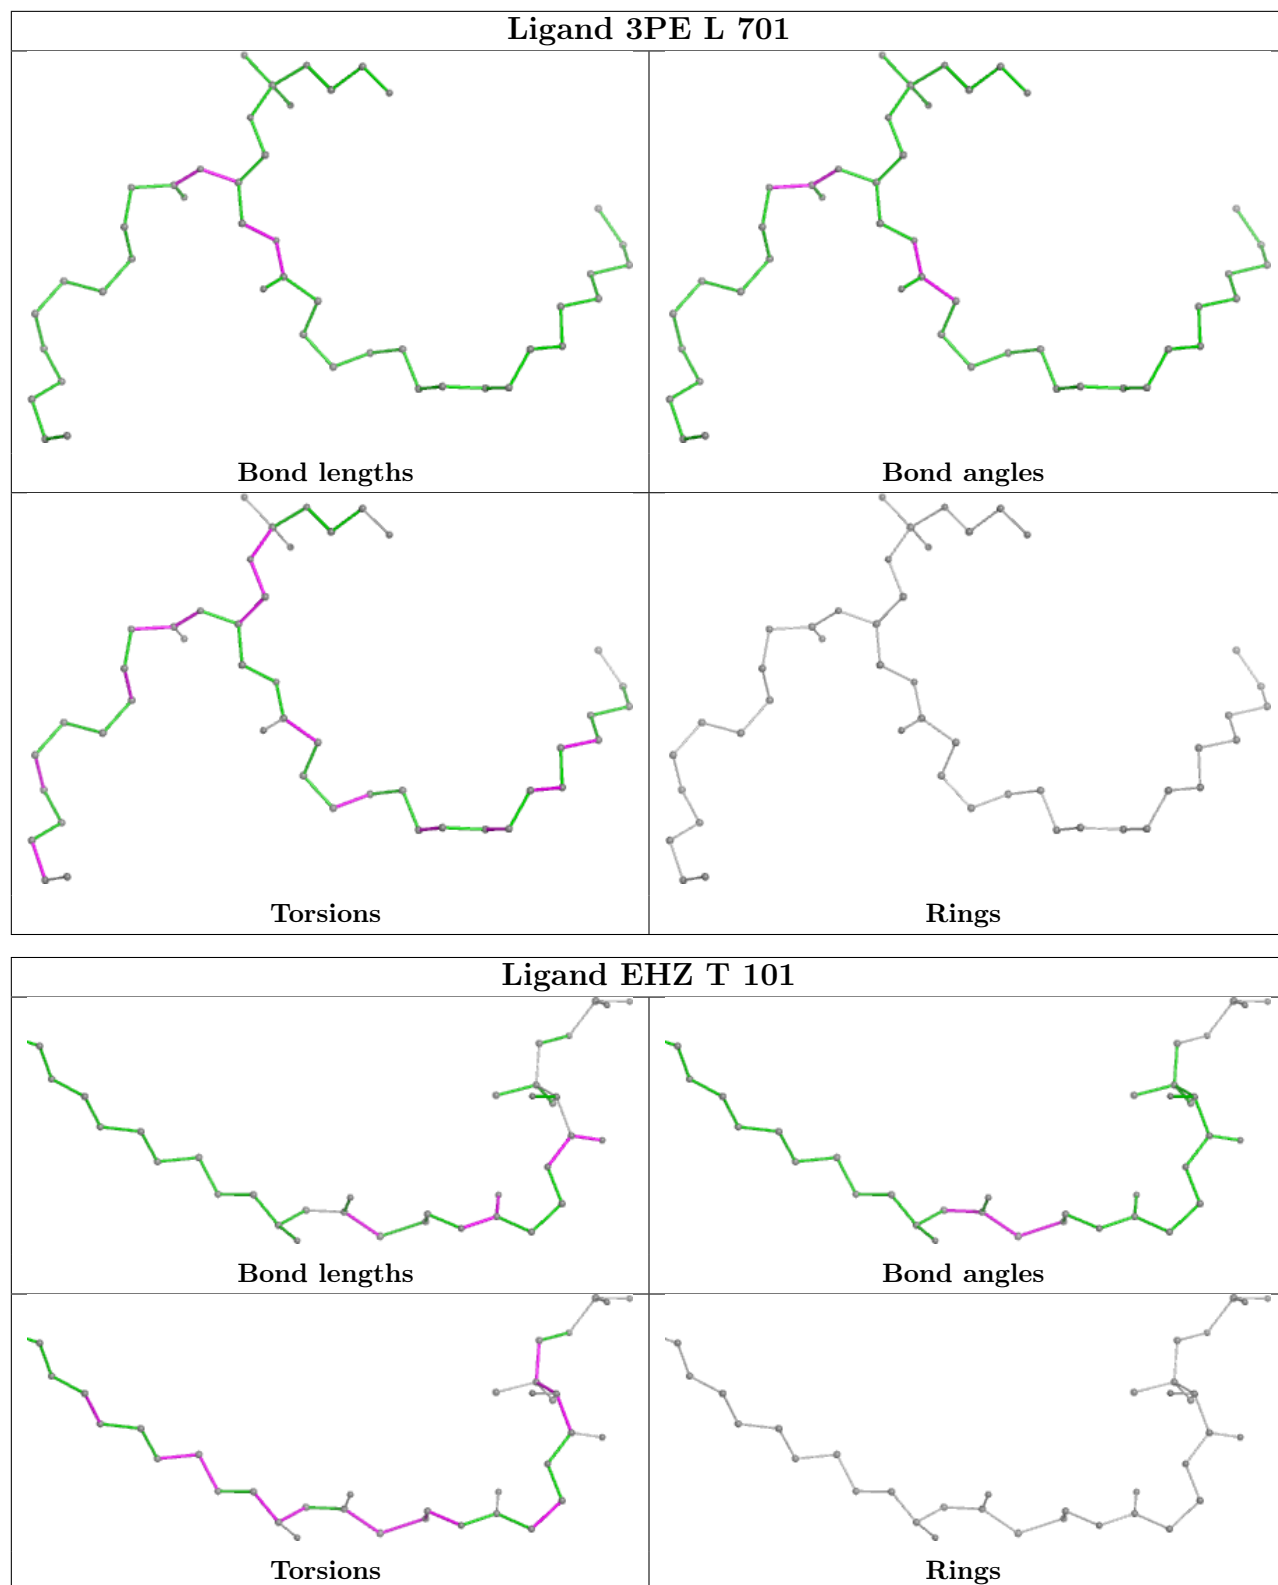 Ligand 3PE L 701
Bond lengths
Bond angles
Torsions
Rings
Ligand EHZ T 101
Bond lengths
Bond angles
Torsions
Rings